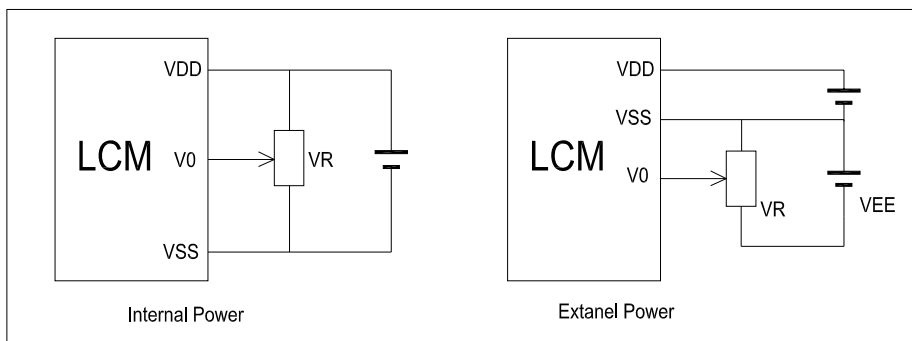 VDD
LCM
V0
VR
VSS
Internal Power
VDD
VSS
LCM
V0
VR
VEE
Extanel Power